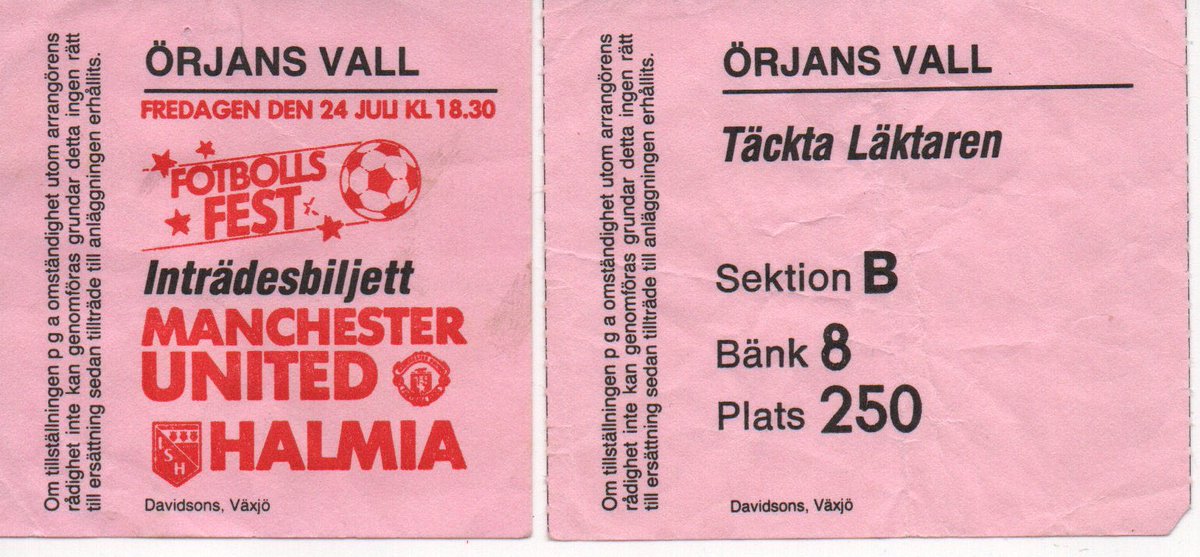 ÖRJANS VALL
FREDAGEN DEN 24 JULI KL 18.30
FOTBOLLS
FEST
Inträdesbiljett
MANCHESTER
UNITED
HALMIA
ISH
Davidsons, Växjö
Om tillställningen p g a omständighet utom arrangörens
rådighet inte kan genomföras grundar detta ingen rätt
till ersättning sedan tillträde till anläggningen erhållits.
ÖRJANS VALL
Täckta Läktaren
Sektion B
Bänk 8
Plats 250
Davidsons, Växjö
Om tillställningen p g a omständighet utom arrangörens
rådighet inte kan genomföras grundar detta ingen rätt
till ersättning sedan tillträde till anläggningen erhållits.